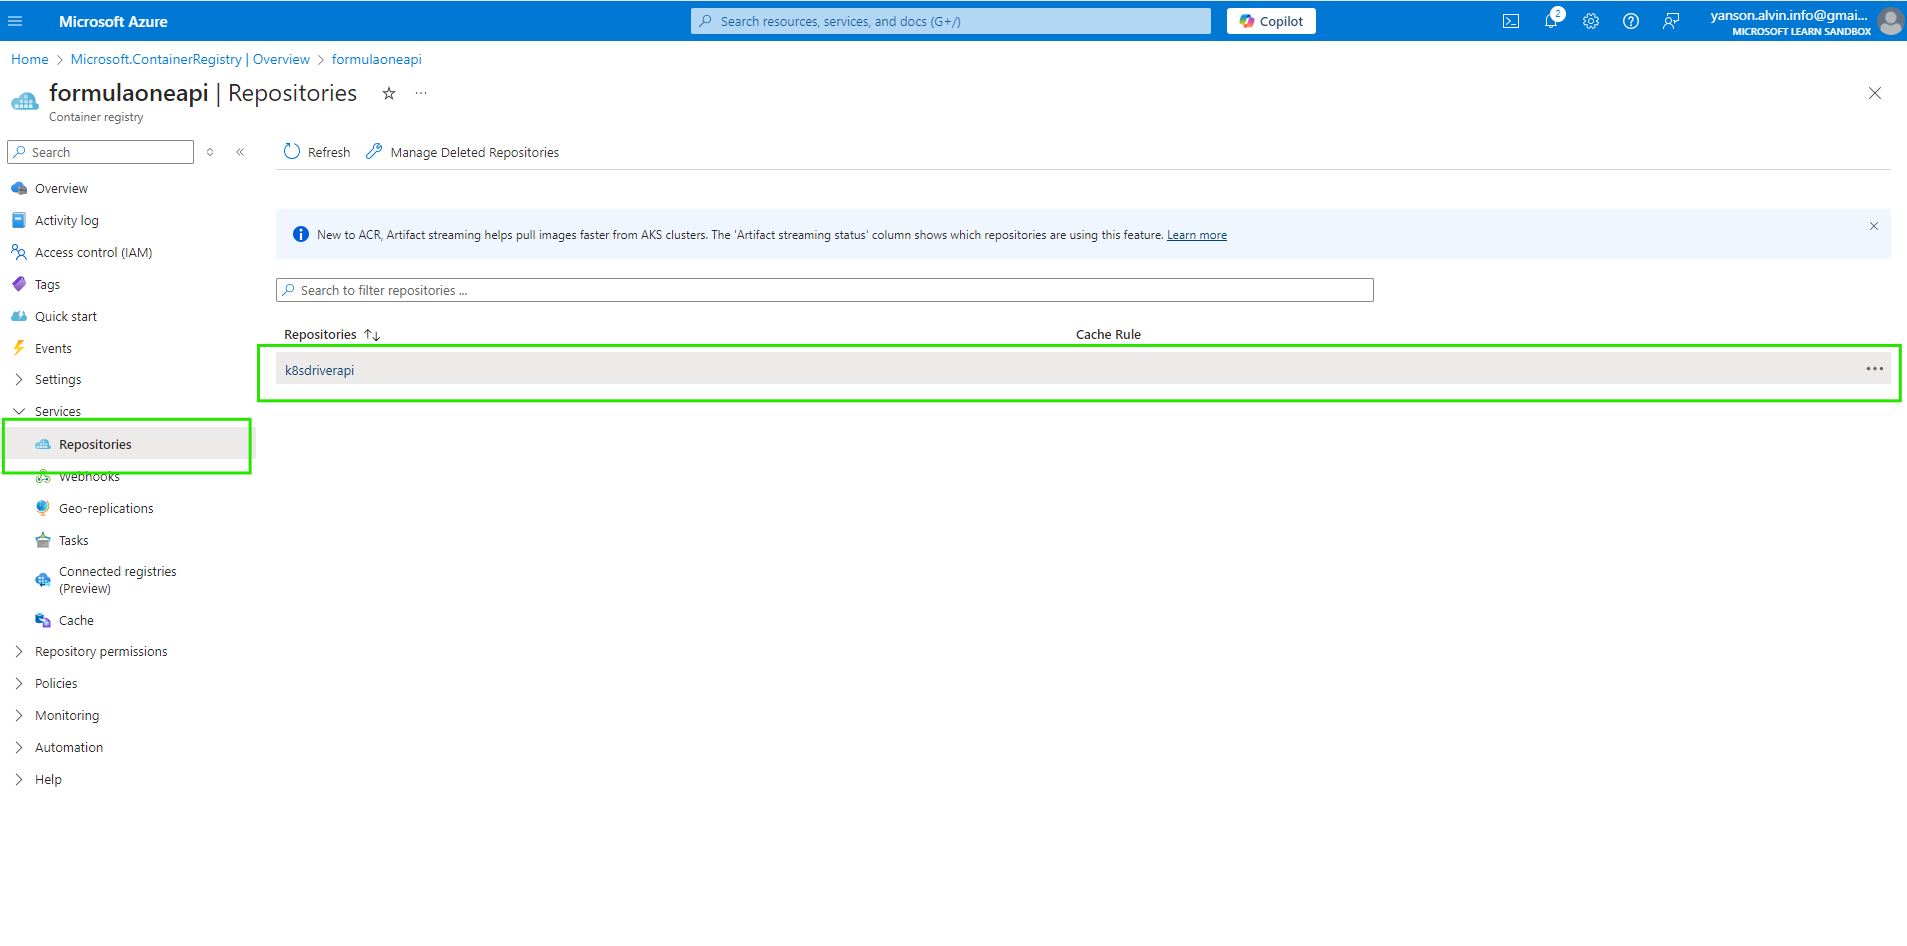 Microsoft Azure
Search resources, services, and docs (G+/)
Copilot
2
yanson.alvin.info@gmai...
MICROSOFT LEARN SANDBOX
Home > Microsoft.ContainerRegistry | Overview > formulaoneapi
formulaoneapi | Repositories
Container registry
Search
Refresh
Manage Deleted Repositories
Overview
Activity log
Access control (IAM)
Tags
Quick start
Events
Settings
Services
Repositories
Webhooks
Geo-replications
Tasks
Connected registries
(Preview)
Cache
Repository permissions
Policies
Monitoring
Automation
Help
New to ACR, Artifact streaming helps pull images faster from AKS clusters. The 'Artifact streaming status' column shows which repositories are using this feature. Learn more
Search to filter repositories ...
Repositories
Cache Rule
k8sdriverapi